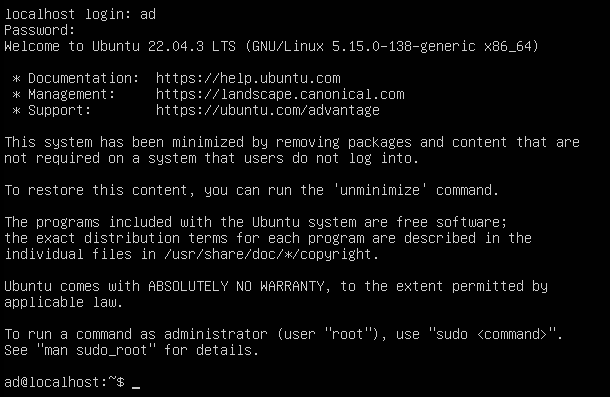 localhost login: ad
Password:
Welcome to Ubuntu 22.04.3 LTS (GNU/Linux 5.15.0-138-generic x86_64)
* Documentation:  https://help.ubuntu.com
* Management:     https://landscape.canonical.com
* Support:        https://ubuntu.com/advantage
This system has been minimized by removing packages and content that are
not required on a system that users do not log into.
To restore this content, you can run the 'unminimize' command.
The programs included with the Ubuntu system are free software;
the exact distribution terms for each program are described in the
individual files in /usr/share/doc/*/copyright.
Ubuntu comes with ABSOLUTELY NO WARRANTY, to the extent permitted by
applicable law.
To run a command as administrator (user "root"), use "sudo <command>".
See "man sudo_root" for details.
ad@localhost:~$ _